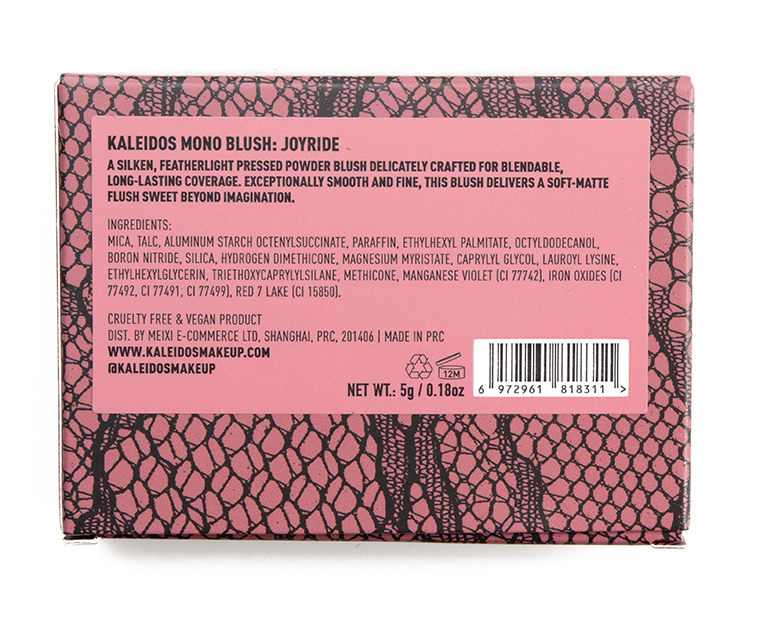 KALEIDOS MONO BLUSH: JOYRIDE
A SILKEN, FEATHERLIGHT PRESSED POWDER BLUSH DELICATELY CRAFTED FOR BLENDABLE,
LONG-LASTING COVERAGE. EXCEPTIONALLY SMOOTH AND FINE, THIS BLUSH DELIVERS A SOFT-MATTE
FLUSH SWEET BEYOND IMAGINATION.
INGREDIENTS:
MICA, TALC, ALUMINUM STARCH OCTENYLSUCCINATE, PARAFFIN, ETHYLHEXYL PALMITATE, OCTYLDODECANOL,
BORON NITRIDE, SILICA, HYDROGEN DIMETHICONE, MAGNESIUM MYRISTATE, CAPRYLYL GLYCOL, LAUROYL LYSINE,
ETHYLHEXYLGLYCERIN, TRIETHOXYCAPRYLYLSILANE, METHICONE, MANGANESE VIOLET (CI 77742), IRON OXIDES (CI
77492, CI 77491, CI 77499), RED 7 LAKE (CI 15850).
CRUELTY FREE & VEGAN PRODUCT
DIST. BY MEIXI E-COMMERCE LTD, SHANGHAI, PRC, 201406 | MADE IN PRC
WWW.KALEIDOSMAKEUP.COM
@KALEIDOSMAKEUP
12M
NET WT.: 5g / 0.18oz
6 972961 818311 >